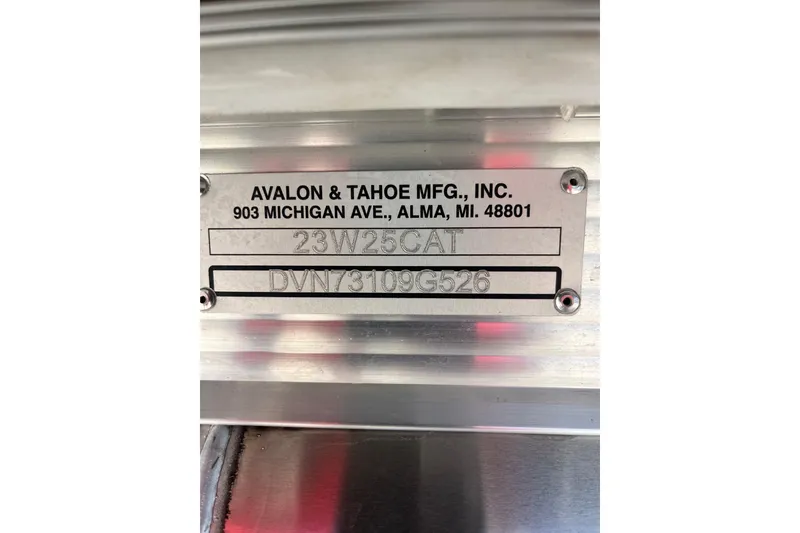 AVALON & TAHOE MFG., INC.
903 MICHIGAN AVE., ALMA, MI. 48801
23W25CAT
DVN73109G526